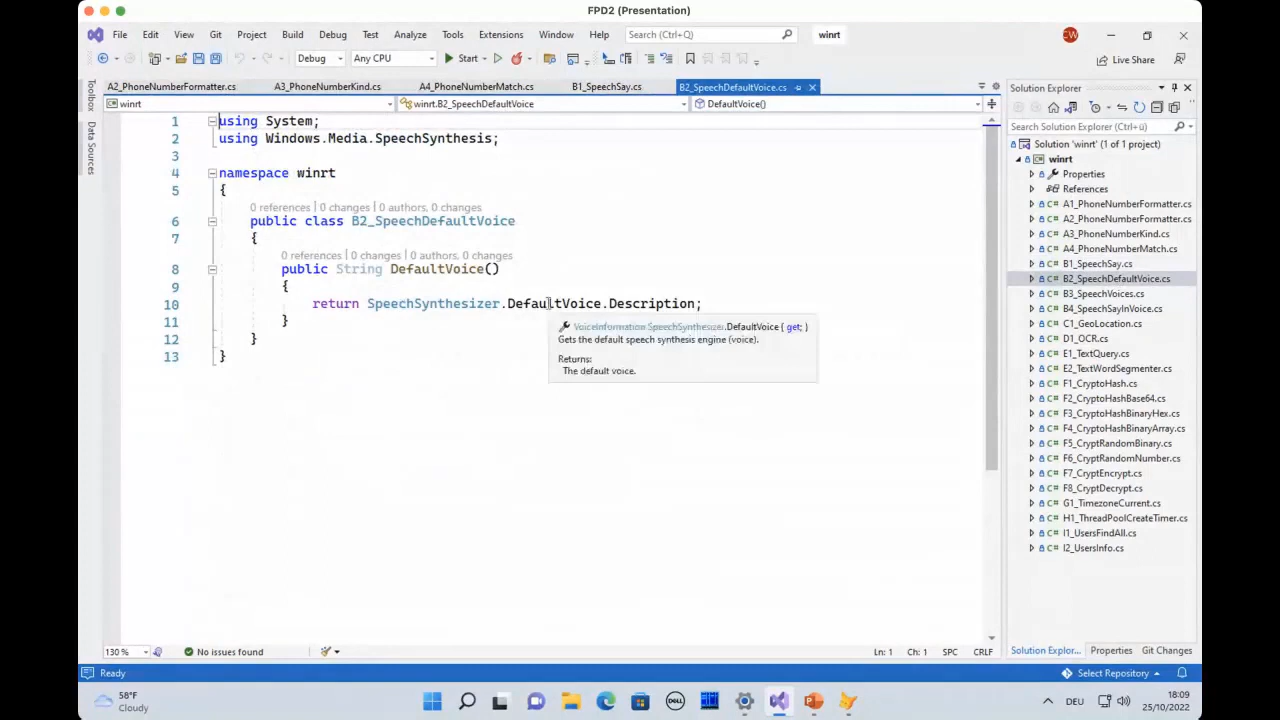 FPD2 (Presentation)
File Edit View Git Project Build Debug Test Analyze Tools Extensions Window Help Search (Ctrl+Q) winrt CW
Debug Any CPU Start Live Share
A2_PhoneNumberFormatter.cs A3_PhoneNumberKind.cs A4_PhoneNumberMatch.cs B1_SpeechSay.cs B2_SpeechDefaultVoice.cs
winrt winrt.B2_SpeechDefaultVoice DefaultVoice()
Toolbox
Data Sources
1 using System;
2 using Windows.Media.SpeechSynthesis;
3
4 namespace winrt
5 {
0 references | 0 changes | 0 authors, 0 changes
6 public class B2_SpeechDefaultVoice
7 {
0 references | 0 changes | 0 authors, 0 changes
8 public String DefaultVoice()
9 {
10 return SpeechSynthesizer.DefaultVoice.Description;
11 }
12 }
13 }
VoiceInformation SpeechSynthesizer.DefaultVoice { get; }
Gets the default speech synthesis engine (voice).
Returns:
The default voice.
Solution Explorer
Search Solution Explorer (Ctrl+ü)
Solution 'winrt' (1 of 1 project)
winrt
Properties
References
A1_PhoneNumberFormatter.cs
A2_PhoneNumberFormatter.cs
A3_PhoneNumberKind.cs
A4_PhoneNumberMatch.cs
B1_SpeechSay.cs
B2_SpeechDefaultVoice.cs
B3_SpeechVoices.cs
B4_SpeechSayInVoice.cs
C1_GeoLocation.cs
D1_OCR.cs
E1_TextQuery.cs
E2_TextWordSegmenter.cs
F1_CryptoHash.cs
F2_CryptoHashBase64.cs
F3_CryptoHashBinaryHex.cs
F4_CryptoHashBinaryArray.cs
F5_CryptRandomBinary.cs
F6_CryptRandomNumber.cs
F7_CryptEncrypt.cs
F8_CryptDecrypt.cs
G1_TimezoneCurrent.cs
H1_ThreadPoolCreateTimer.cs
I1_UsersFindAll.cs
I2_UsersInfo.cs
130 % No issues found Ln: 1 Ch: 1 SPC CRLF
Solution Explor... Properties Git Changes
Ready Select Repository
58°F
Cloudy
DELL
DEU
18:09
25/10/2022